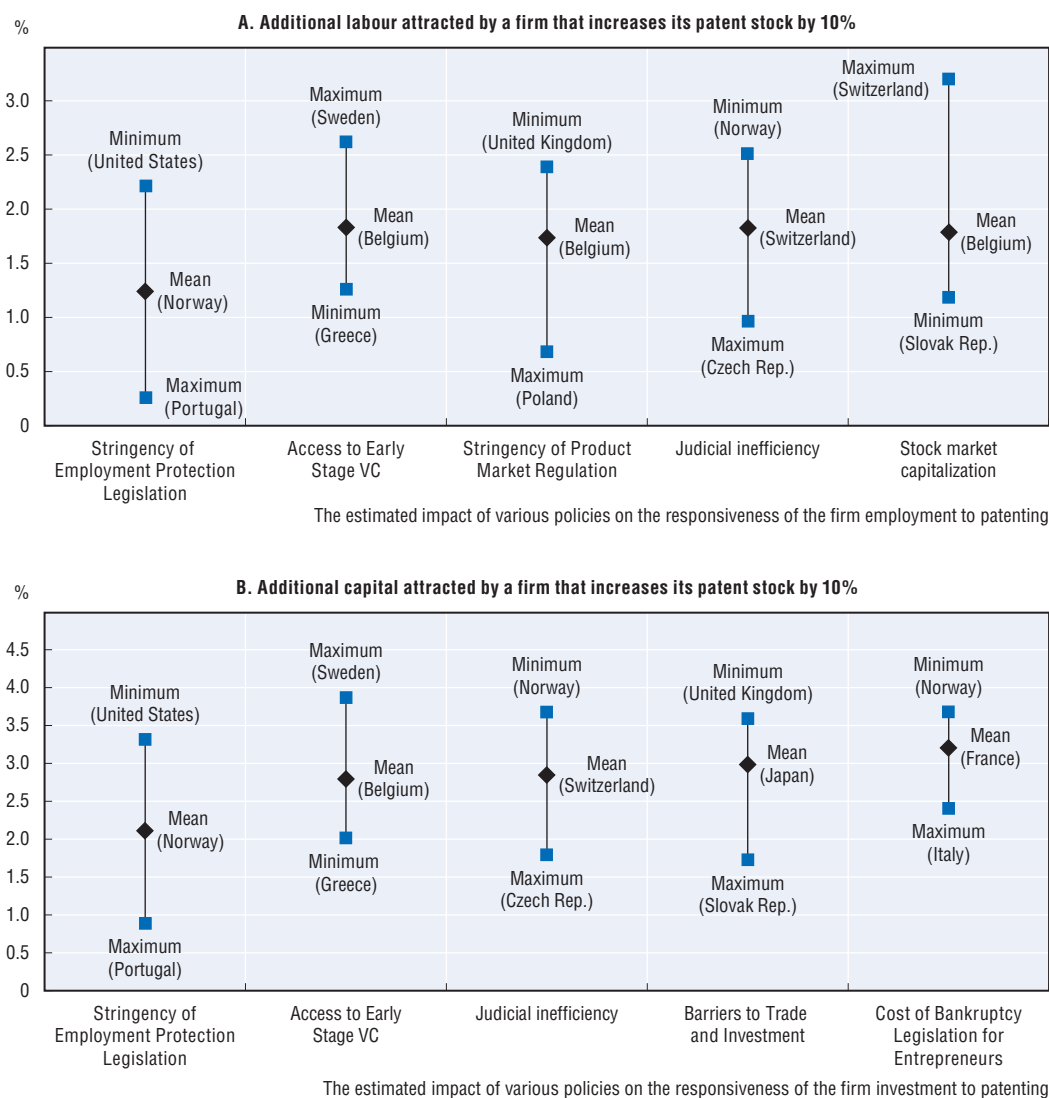 A. Additional labour attracted by a firm that increases its patent stock by 10%
%
3.0
2.5
2.0
1.5
1.0
0.5
0
Minimum
(United States)
Mean
(Norway)
Maximum
(Portugal)
Maximum
(Sweden)
Mean
(Belgium)
Minimum
(Greece)
Minimum
(United Kingdom)
Mean
(Belgium)
Maximum
(Poland)
Minimum
(Norway)
Mean
(Switzerland)
Maximum
(Czech Rep.)
Maximum
(Switzerland)
Mean
(Belgium)
Minimum
(Slovak Rep.)
Stringency of
Employment Protection
Legislation
Access to Early
Stage VC
Stringency of Product
Market Regulation
Judicial inefficiency
Stock market
capitalization
The estimated impact of various policies on the responsiveness of the firm employment to patenting
B. Additional capital attracted by a firm that increases its patent stock by 10%
%
4.5
4.0
3.5
3.0
2.5
2.0
1.5
1.0
0.5
0
Minimum
(United States)
Mean
(Norway)
Maximum
(Portugal)
Maximum
(Sweden)
Mean
(Belgium)
Minimum
(Greece)
Minimum
(Norway)
Mean
(Switzerland)
Maximum
(Czech Rep.)
Minimum
(United Kingdom)
Mean
(Japan)
Maximum
(Slovak Rep.)
Minimum
(Norway)
Mean
(France)
Maximum
(Italy)
Stringency of
Employment Protection
Legislation
Access to Early
Stage VC
Judicial inefficiency
Barriers to Trade
and Investment
Cost of Bankruptcy
Legislation for
Entrepreneurs
The estimated impact of various policies on the responsiveness of the firm investment to patenting